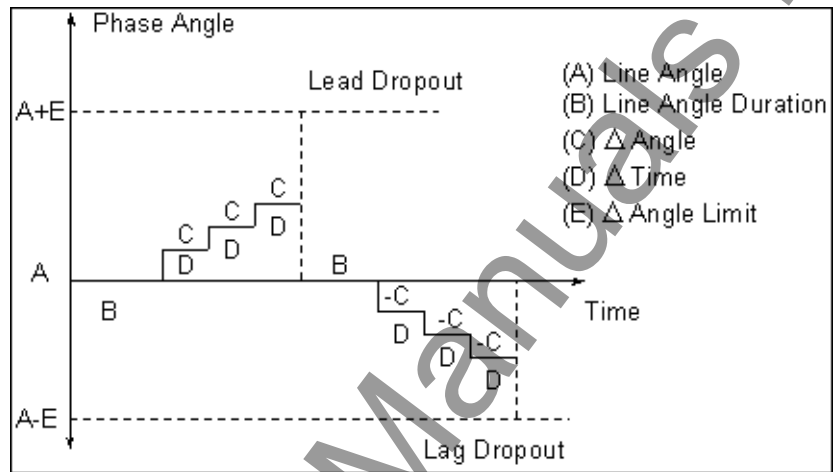 Phase Angle
Lead Dropout
A+E
(A) Line Angle
(B) Line Angle Duration
(C) △ Angle
(D) △ Time
(E) △ Angle Limit
C
C
C
D
D
D
A
B
B
Time
-C
-C
-C
D
D
D
A-E
Lag Dropout
Manuals